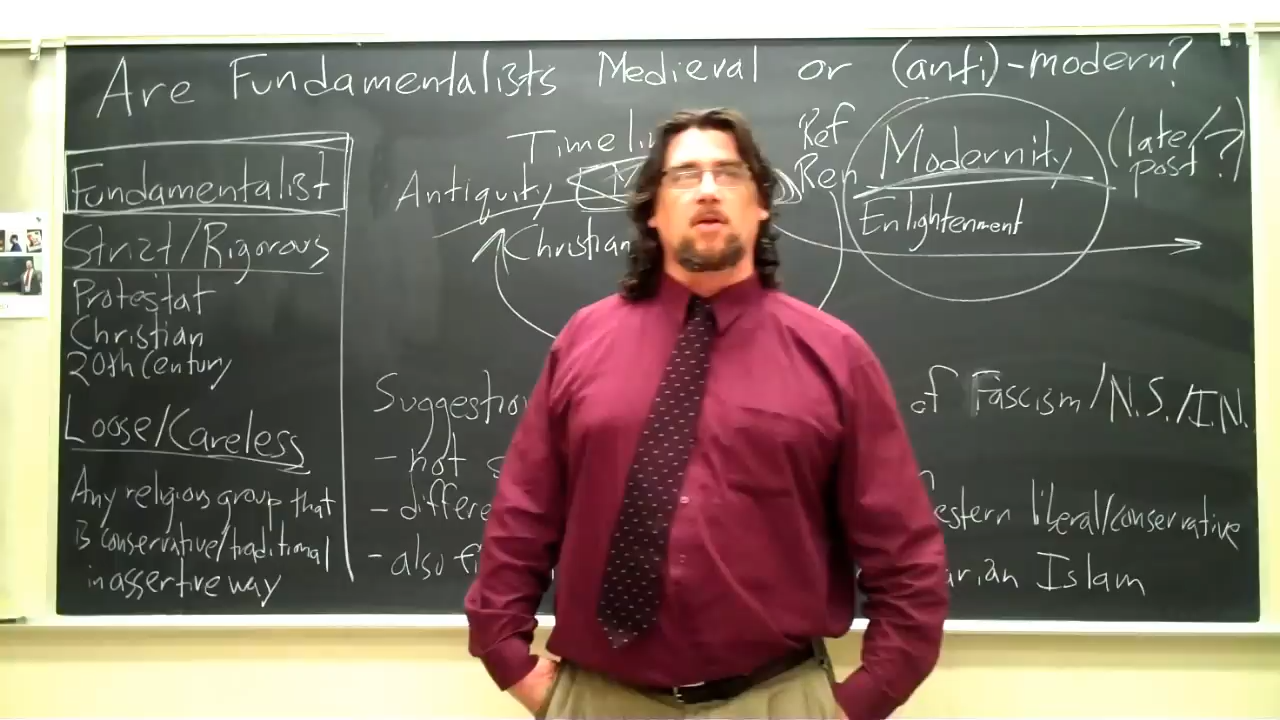 Are Fundamentalists Medieval or (anti)-modern?
Fundamentalist
Strict/Rigorous
Protestat
Christian
20th Century
Loose/Careless
Any religious group that
is conservative/traditional
in assertive way
Timeli
Antiquity
M
Christian
Ref
Ren
Modernity
Enlightenment
(late/
post ?)
Suggestio of Fascism/N.S./I.N.
- not s
- differe estern liberal/conservative
- also f arian Islam